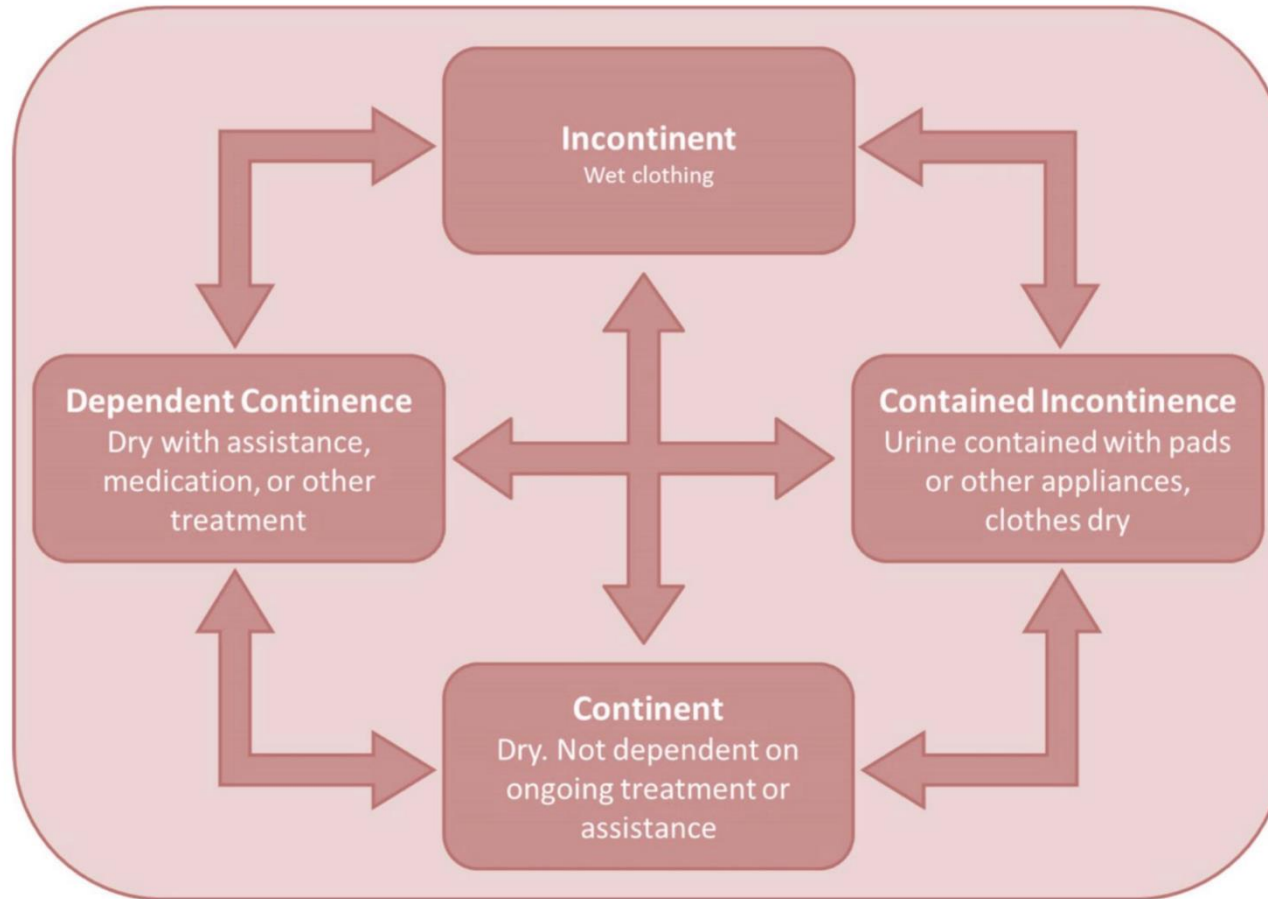 Incontinent
Wet clothing
Dependent Continence
Dry with assistance,
medication, or other
treatment
Contained Incontinence
Urine contained with pads
or other appliances,
clothes dry
Continent
Dry. Not dependent on
ongoing treatment or
assistance